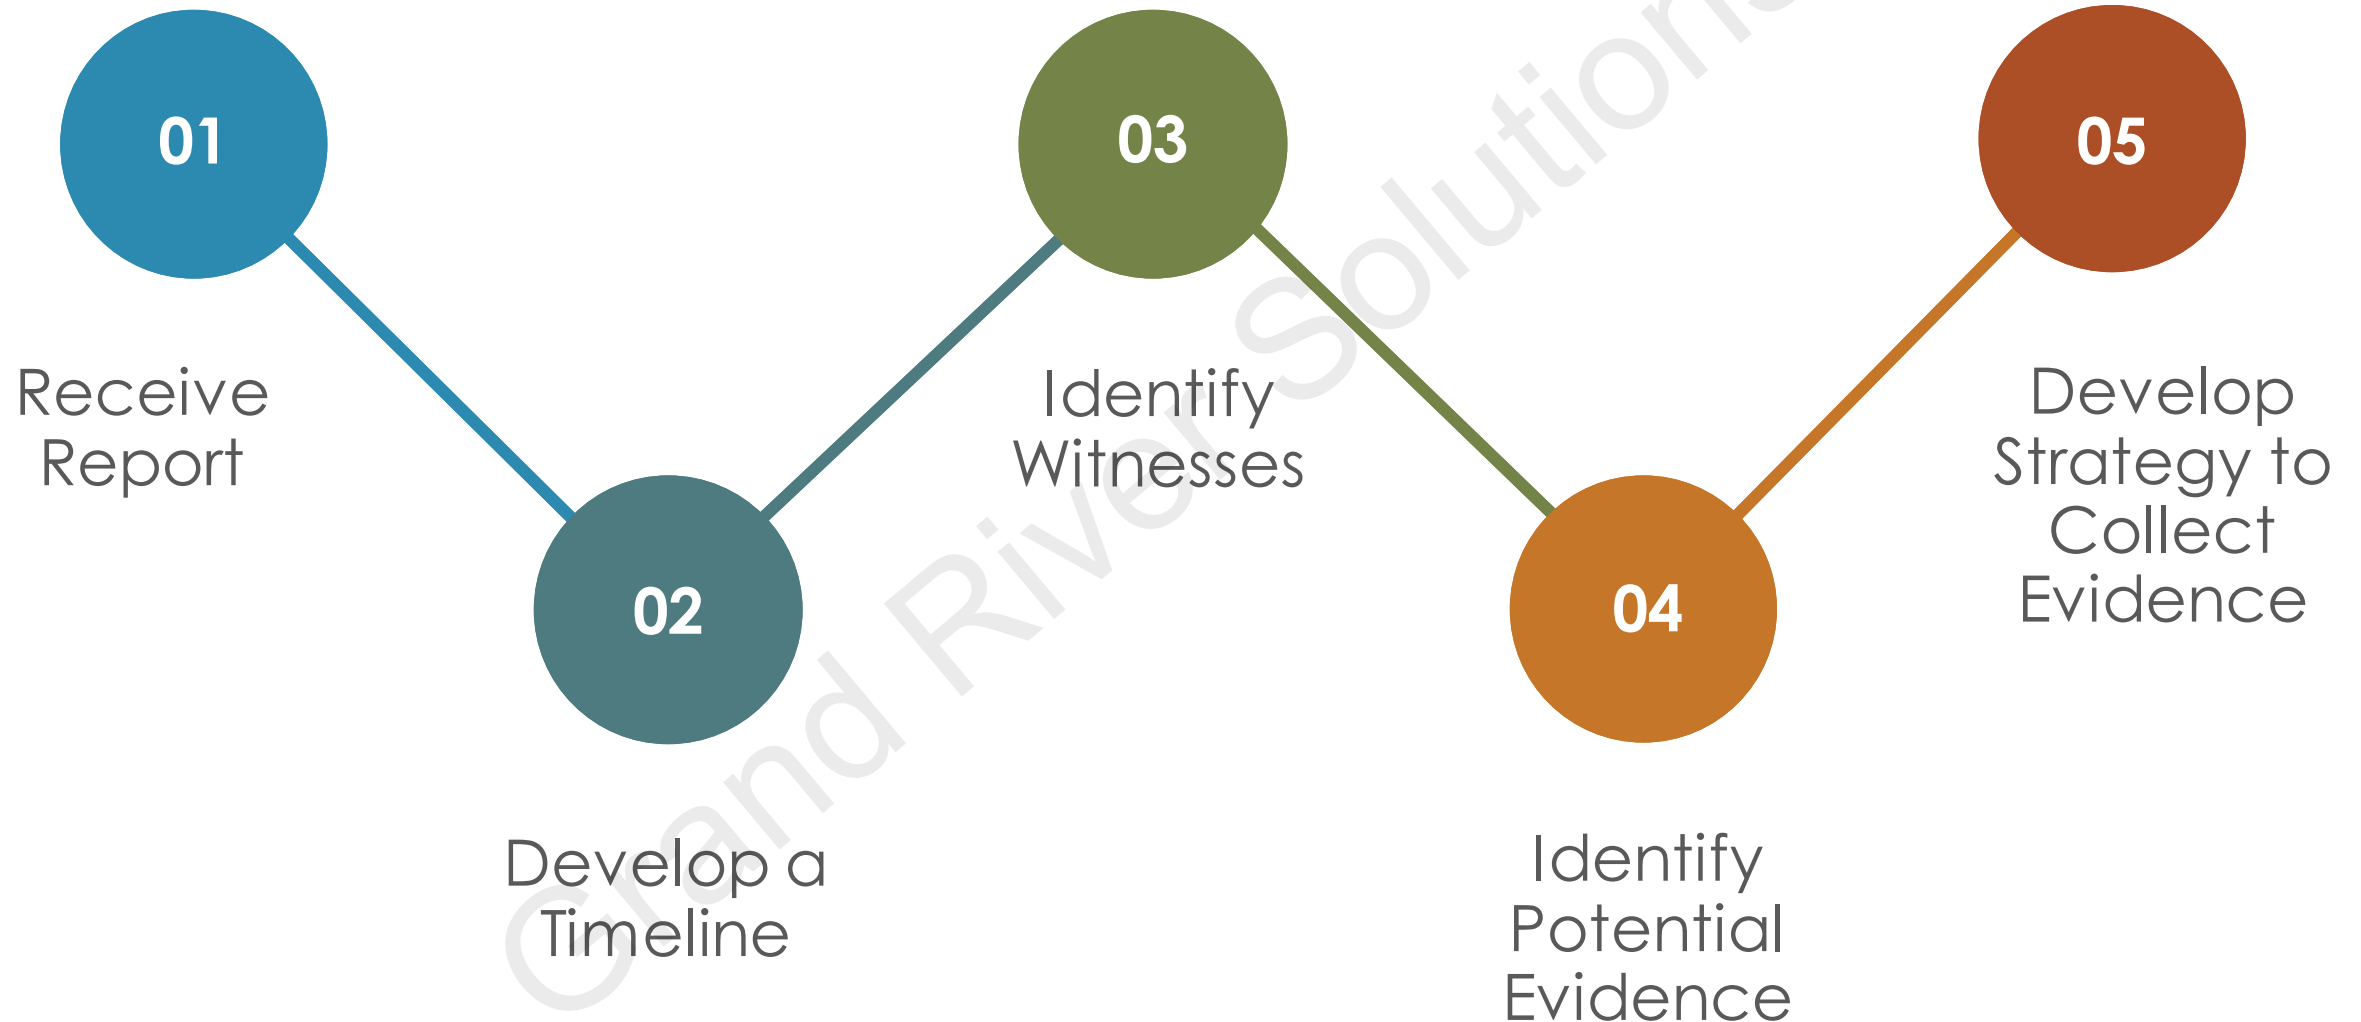 01
Receive
Report
02
Develop a
Timeline
03
Identify
Witnesses
04
Identify
Potential
Evidence
05
Develop
Strategy to
Collect
Evidence
Grand River Solutions